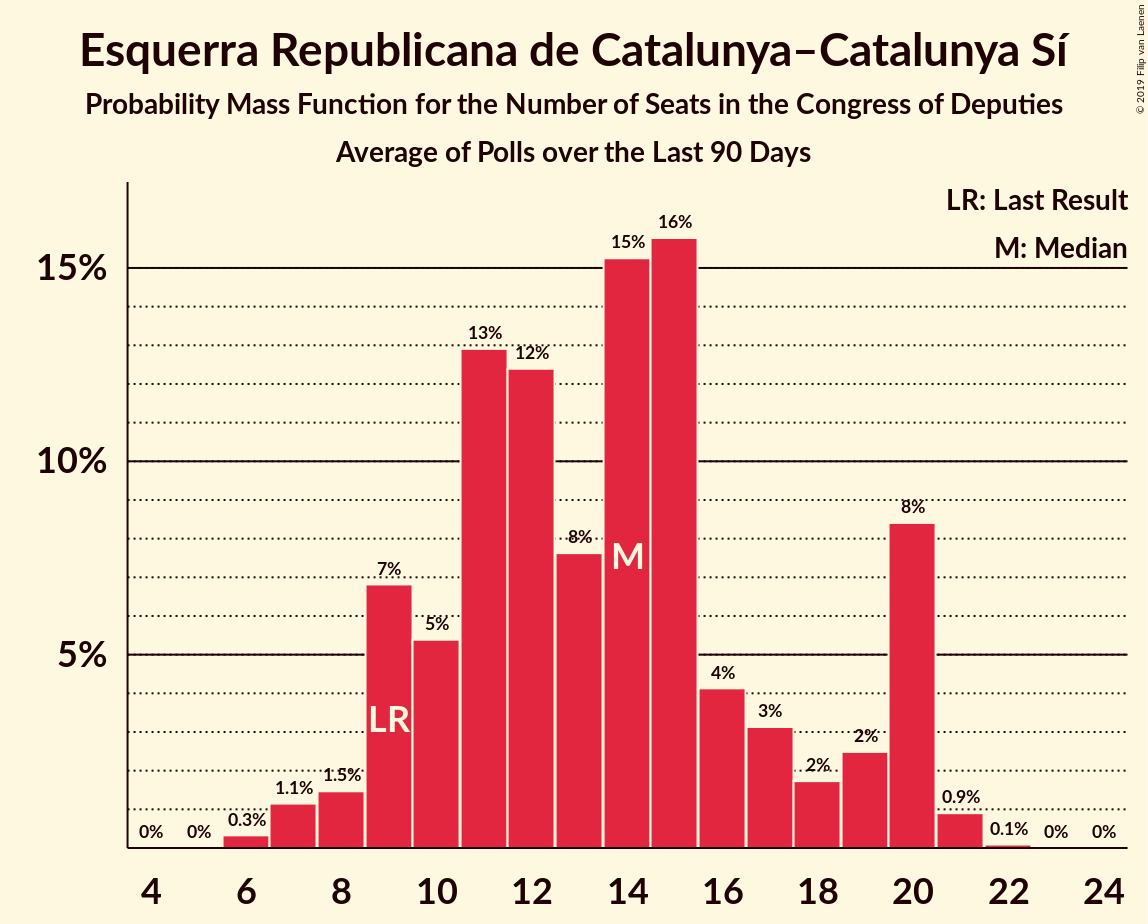 Esquerra Republicana de Catalunya–Catalunya Sí
Probability Mass Function for the Number of Seats in the Congress of Deputies
Average of Polls over the Last 90 Days
© 2019 Filip van Laenen
LR: Last Result
M: Median
15%
10%
5%
0%
0%
0.3%
1.1%
1.5%
7%
5%
13%
12%
8%
15%
16%
4%
3%
2%
2%
8%
0.9%
0.1%
0%
0%
LR
M
4 6 8 10 12 14 16 18 20 22 24